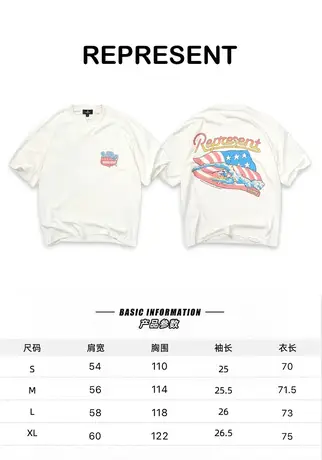 REPRESENT
Represent
BASIC INFORMATION
产品参数
尺码 肩宽 胸围 袖长 衣长
S 54 110 25 70
M 56 114 25.5 71.5
L 58 118 26 73
XL 60 122 26.5 75